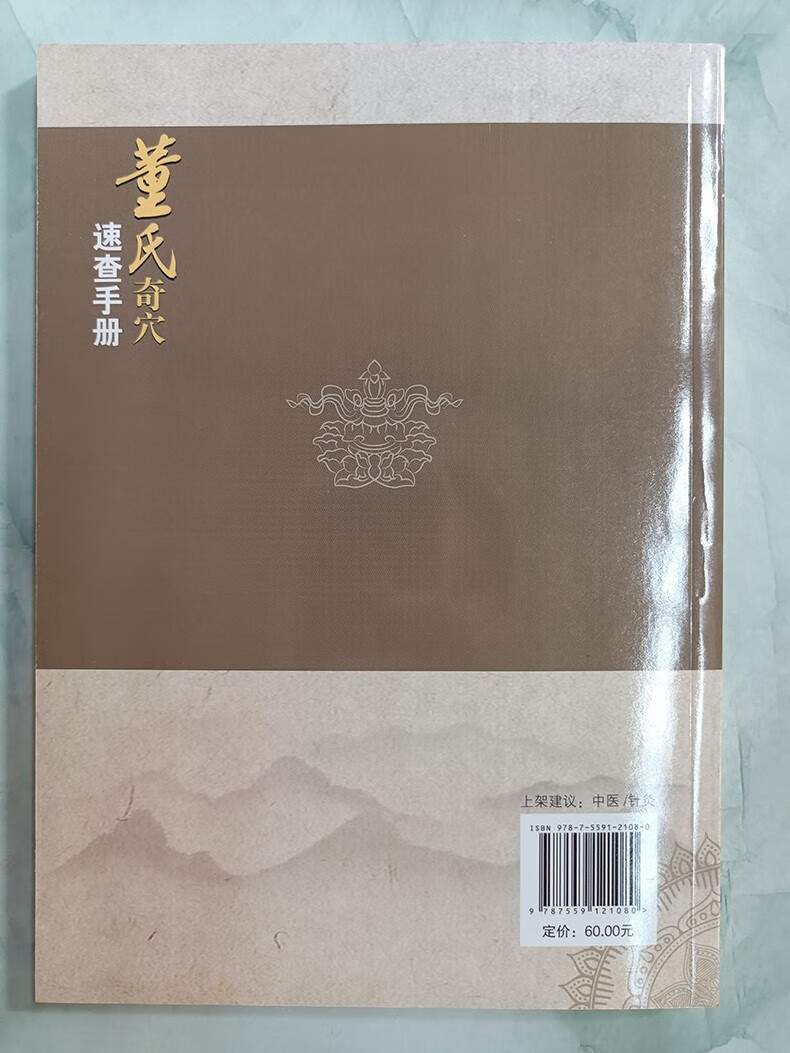 董氏奇穴
速查手册
上架建议：中医/针灸
ISBN 978-7-5591-2108-0
9 787559 121080>
定价：60.00元